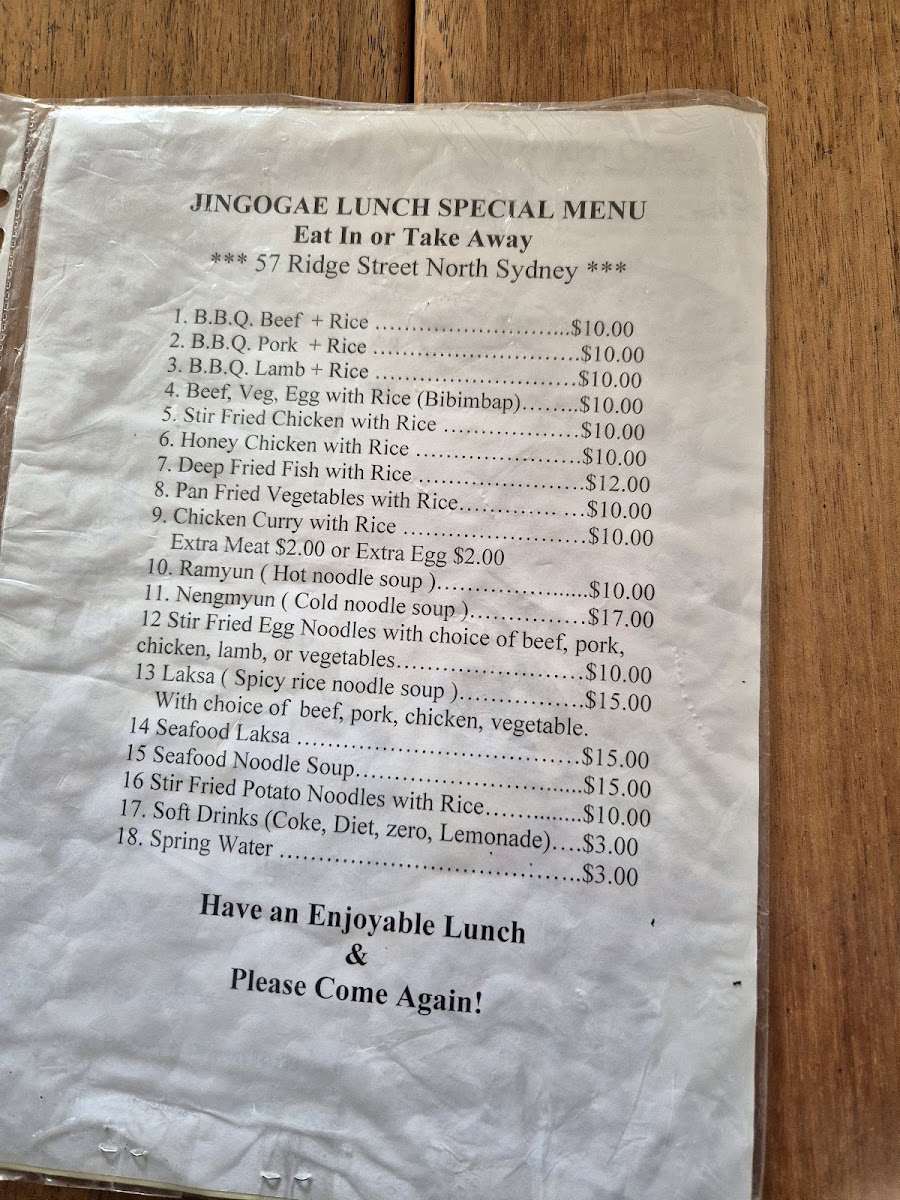 JINGOGAE LUNCH SPECIAL MENU
Eat In or Take Away
*** 57 Ridge Street North Sydney ***
1. B.B.Q. Beef + Rice ............................$10.00
2. B.B.Q. Pork + Rice ..............................$10.00
3. B.B.Q. Lamb + Rice .............................$10.00
4. Beef, Veg, Egg with Rice (Bibimbap)........$10.00
5. Stir Fried Chicken with Rice ....................$10.00
6. Honey Chicken with Rice ........................$10.00
7. Deep Fried Fish with Rice ........................$12.00
8. Pan Fried Vegetables with Rice.............. ....$10.00
9. Chicken Curry with Rice ...........................$10.00
Extra Meat $2.00 or Extra Egg $2.00
10. Ramyun ( Hot noodle soup )......................$10.00
11. Nengmyun ( Cold noodle soup ).................$17.00
12 Stir Fried Egg Noodles with choice of beef, pork,
chicken, lamb, or vegetables...........................$10.00
13 Laksa ( Spicy rice noodle soup )..................$15.00
With choice of beef, pork, chicken, vegetable.
14 Seafood Laksa .........................................$15.00
15 Seafood Noodle Soup.................................$15.00
16 Stir Fried Potato Noodles with Rice..............$10.00
17. Soft Drinks (Coke, Diet, zero, Lemonade)....$3.00
18. Spring Water ...........................................$3.00
Have an Enjoyable Lunch
&
Please Come Again!